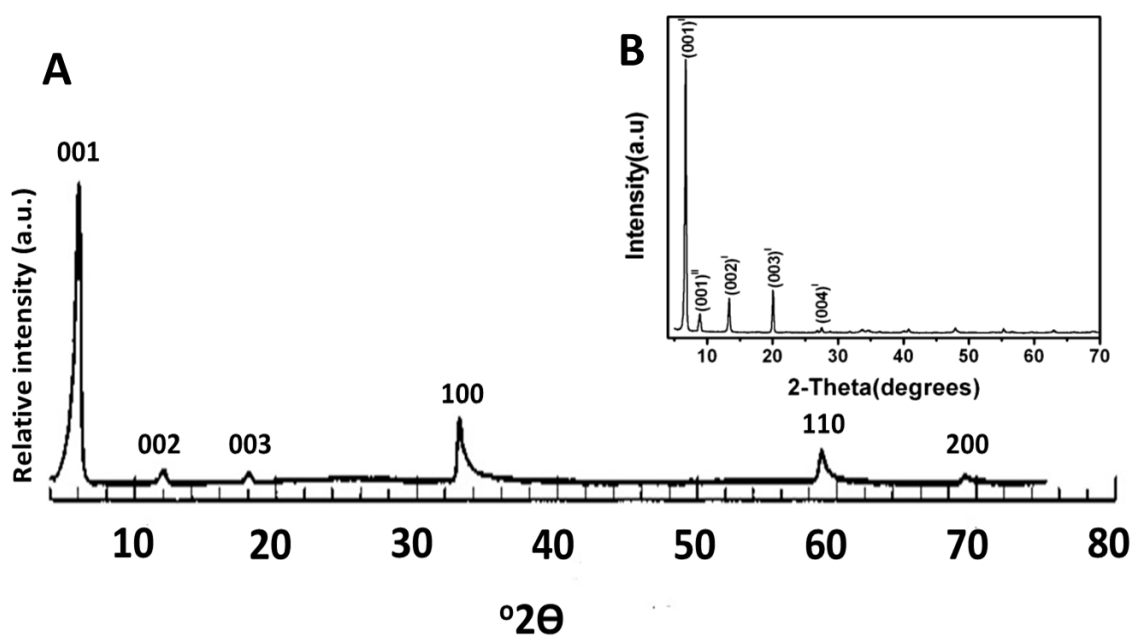 A
001
002
003
100
110
200
Relative intensity (a.u.)
10 20 30 40 50 60 70 80
°2Θ
B
(001)ᴵ
(001)ᴵᴵ
(002)ᴵ
(003)ᴵ
(004)ᴵ
Intensity(a.u)
10 20 30 40 50 60 70
2-Theta(degrees)